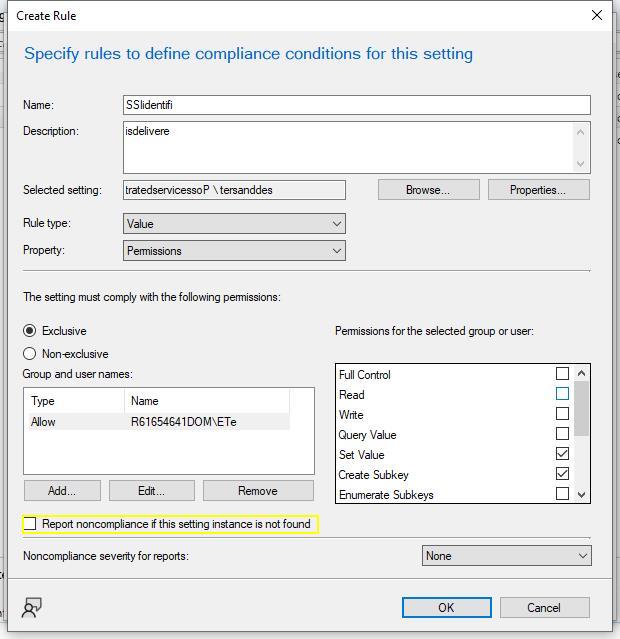 Create Rule
Specify rules to define compliance conditions for this setting
Name:
SSlidentifi
Description:
isdelivere
Selected setting:
tratedservicessoP \ tersanddes
Browse...
Properties...
Rule type:
Value
Property:
Permissions
The setting must comply with the following permissions:
Exclusive
Non-exclusive
Group and user names:
Type Name
Allow R61654641DOM\ETe
Add...
Edit...
Remove
Permissions for the selected group or user:
Full Control
Read
Write
Query Value
Set Value
Create Subkey
Enumerate Subkeys
Report noncompliance if this setting instance is not found
Noncompliance severity for reports:
None
OK
Cancel